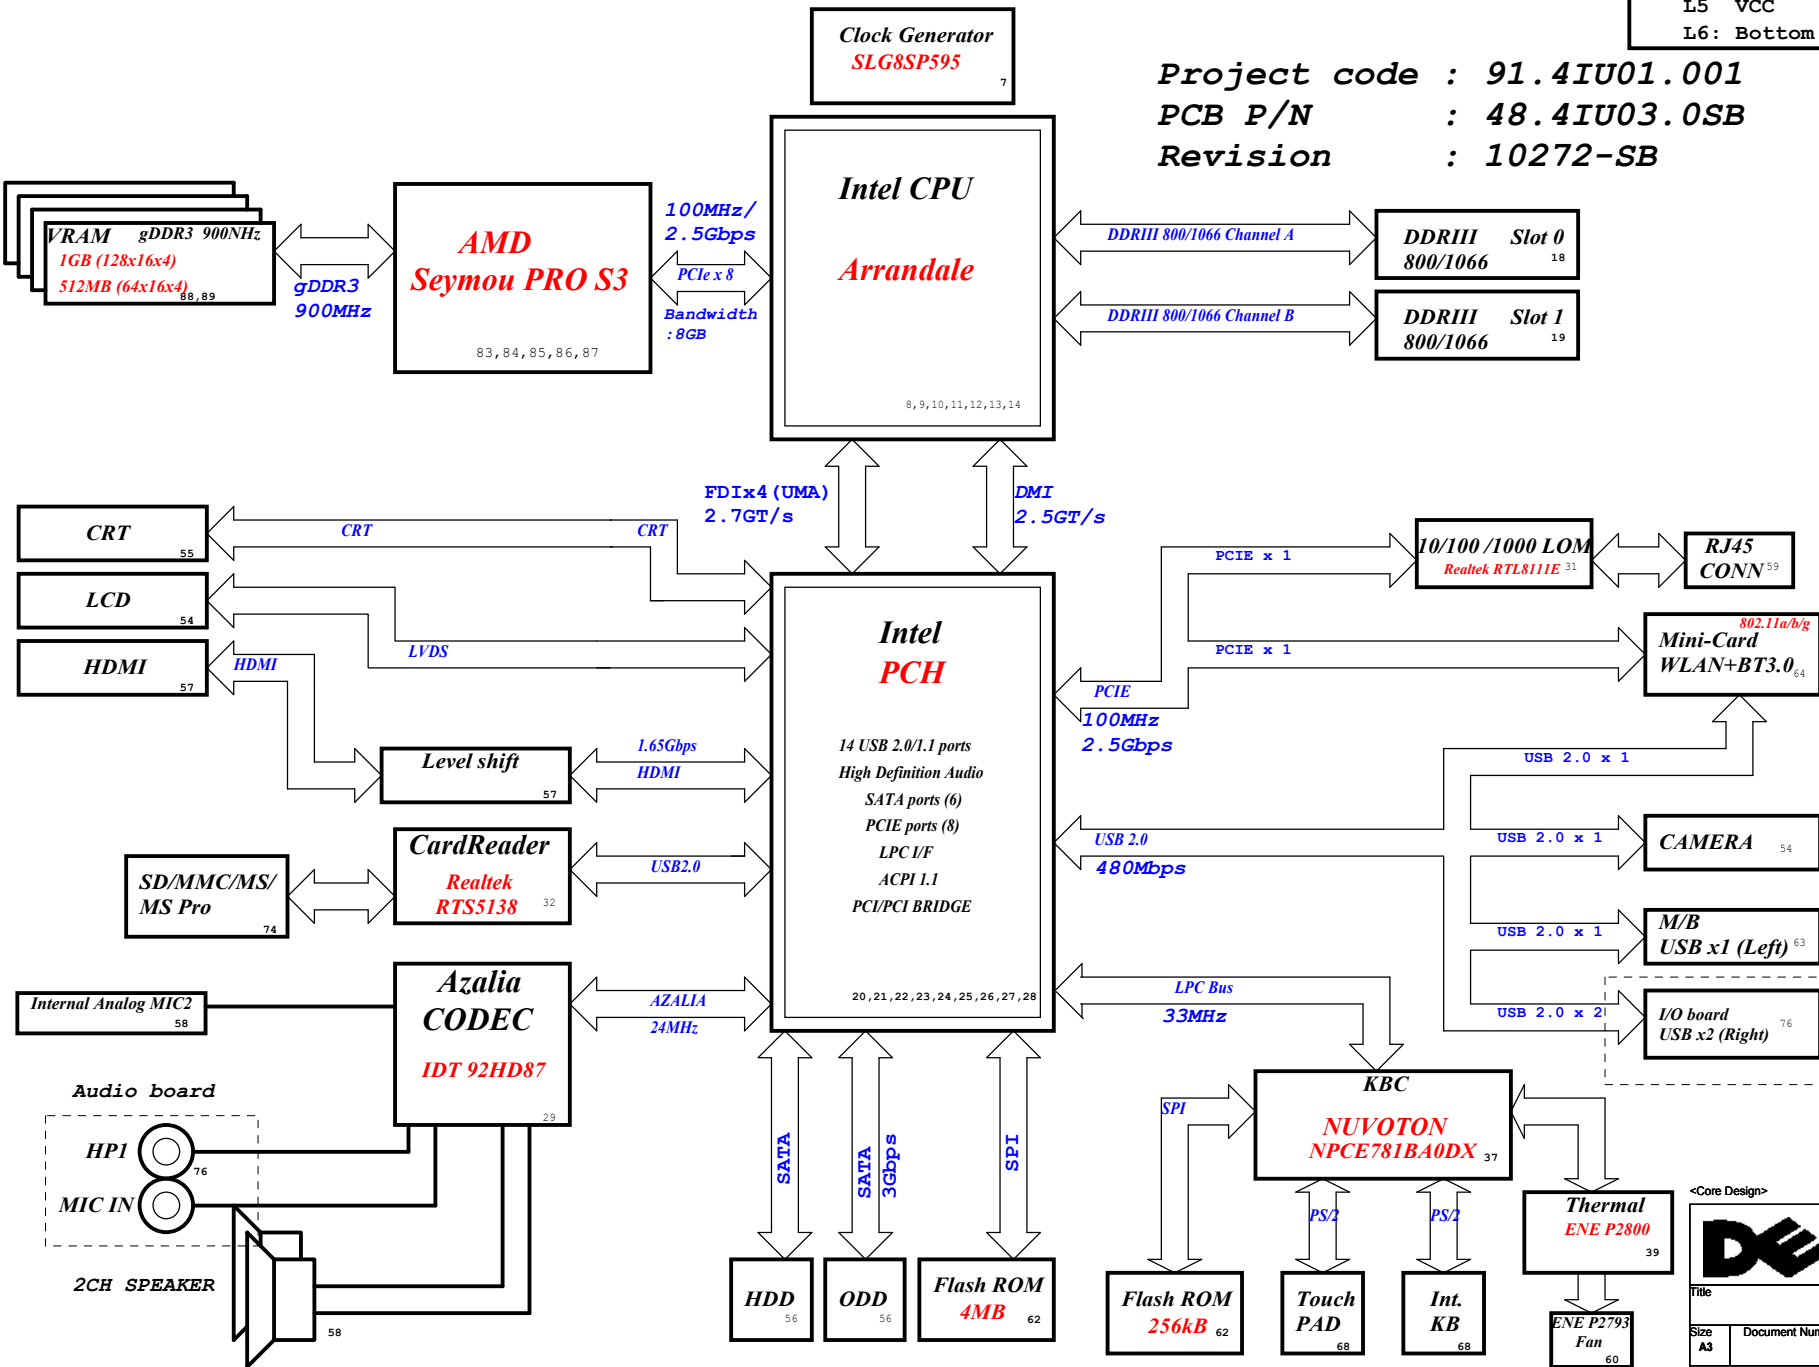 L5  VCC
L6: Bottom
Clock Generator
SLG8SP595
7
Project code : 91.4IU01.001
PCB P/N : 48.4IU03.0SB
Revision : 10272-SB
Intel CPU
Arrandale
8,9,10,11,12,13,14
VRAM gDDR3 900NHz
1GB (128x16x4)
512MB (64x16x4)
88,89
gDDR3
900MHz
AMD
Seymou PRO S3
83,84,85,86,87
100MHz/
2.5Gbps
PCIe x 8
Bandwidth
:8GB
DDRIII 800/1066 Channel A
DDRIII Slot 0
800/1066 18
DDRIII 800/1066 Channel B
DDRIII Slot 1
800/1066 19
FDIx4(UMA)
2.7GT/s
DMI
2.5GT/s
CRT
55
CRT
CRT
LCD
54
LVDS
HDMI
57
HDMI
Level shift
57
1.65Gbps
HDMI
Intel
PCH
14 USB 2.0/1.1 ports
High Definition Audio
SATA ports (6)
PCIE ports (8)
LPC I/F
ACPI 1.1
PCI/PCI BRIDGE
20,21,22,23,24,25,26,27,28
PCIE x 1
10/100 /1000 LOM
Realtek RTL8111E 31
RJ45
CONN 59
PCIE x 1
802.11a/b/g
Mini-Card
WLAN+BT3.0 64
PCIE
100MHz
2.5Gbps
USB 2.0 x 1
USB 2.0
480Mbps
USB 2.0 x 1
CAMERA 54
USB 2.0 x 1
M/B
USB x1 (Left) 63
USB 2.0 x 2
I/O board
USB x2 (Right) 76
SD/MMC/MS/
MS Pro
74
CardReader
Realtek
RTS5138 32
USB2.0
Internal Analog MIC2
58
Azalia
CODEC
IDT 92HD87
29
AZALIA
24MHz
LPC Bus
33MHz
Audio board
HP1
76
MIC IN
2CH SPEAKER
58
SATA
SATA
3Gbps
SPI
HDD
56
ODD
56
Flash ROM
4MB 62
SPI
KBC
NUVOTON
NPCE781BA0DX 37
PS/2
PS/2
Flash ROM
256kB 62
Touch
PAD
68
Int.
KB
68
Thermal
ENE P2800
39
ENE P2793
Fan
60
<Core Design>
Title
Size
A3